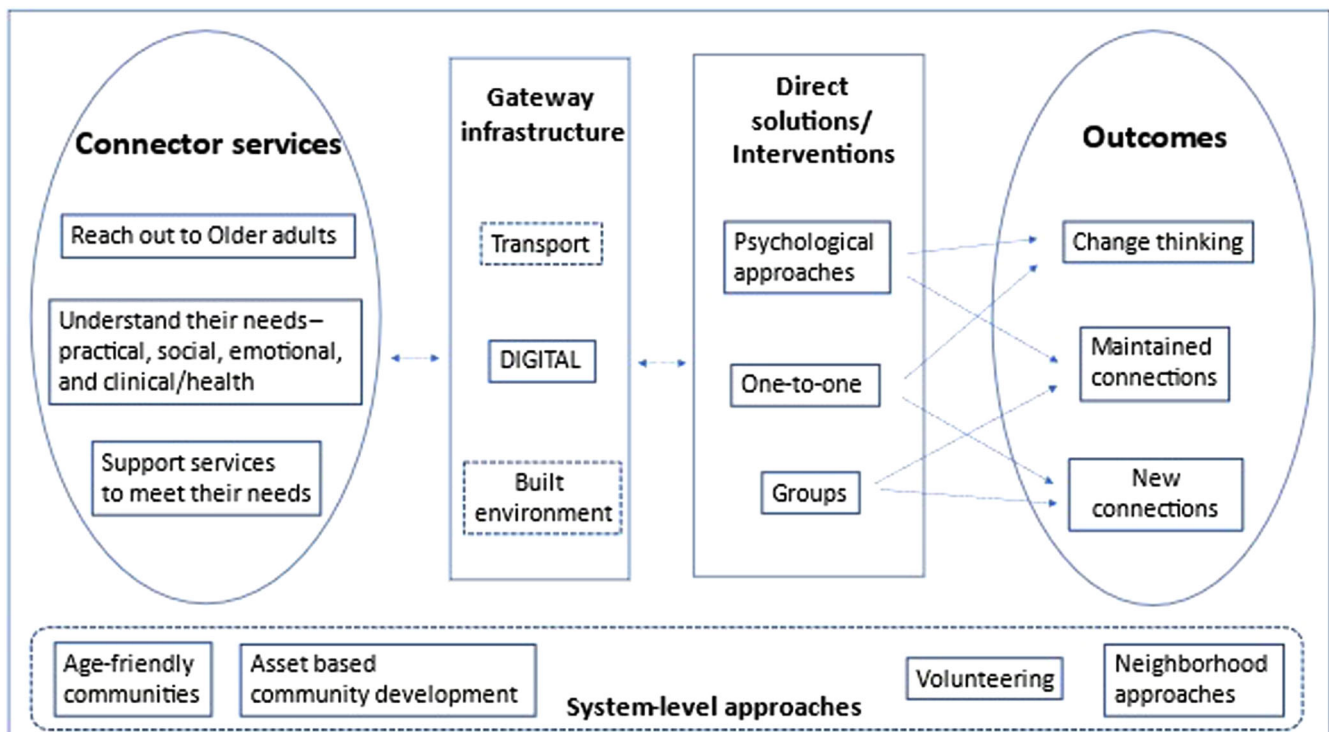 Connector services
Reach out to Older adults
Understand their needs–
practical, social, emotional,
and clinical/health
Support services
to meet their needs
Gateway
infrastructure
Transport
DIGITAL
Built
environment
Direct
solutions/
Interventions
Psychological
approaches
One-to-one
Groups
Outcomes
Change thinking
Maintained
connections
New
connections
Age-friendly
communities
Asset based
community development
System-level approaches
Volunteering
Neighborhood
approaches